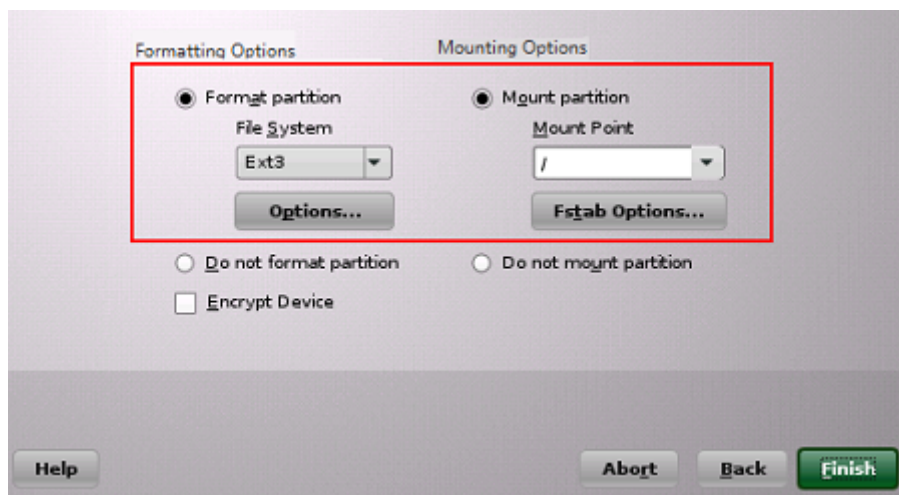 Formatting Options
Mounting Options
Format partition
Mount partition
File System
Mount Point
Ext3
/
Options...
Fstab Options...
Do not format partition
Do not mount partition
Encrypt Device
Help
Abort
Back
Finish